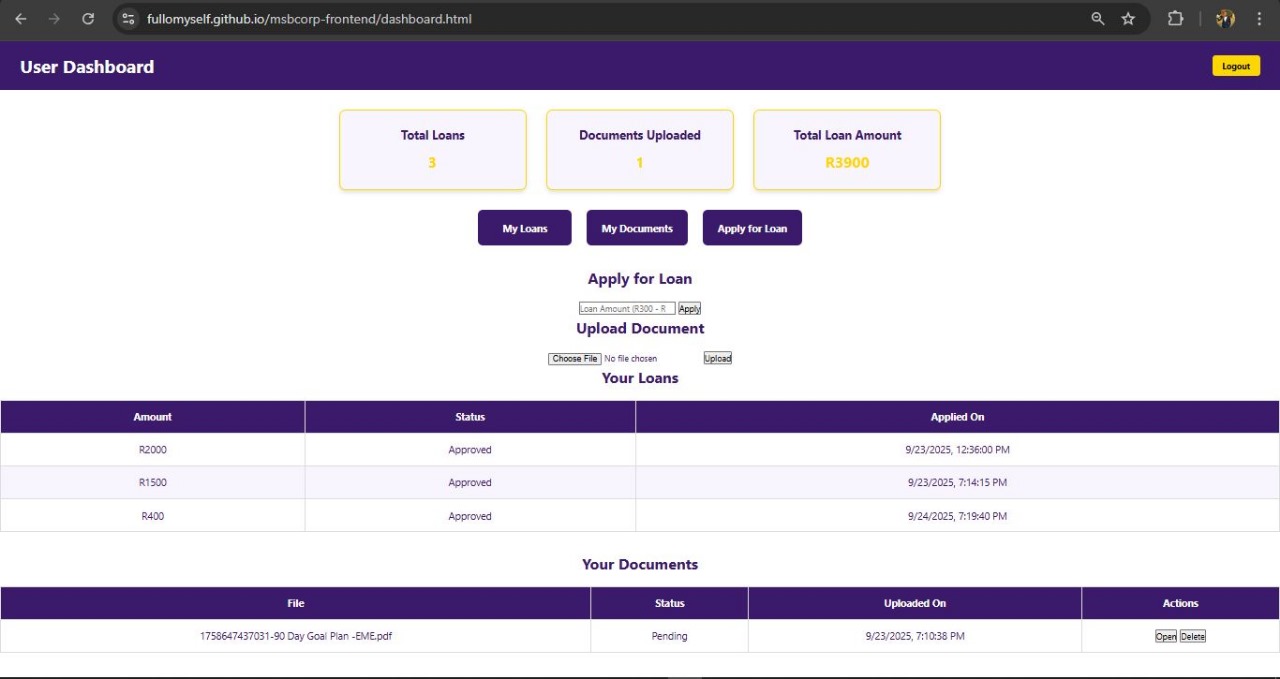 fullomyself.github.io/msbcorp-frontend/dashboard.html
User Dashboard
Logout
Total Loans
3
Documents Uploaded
1
Total Loan Amount
R3900
My Loans
My Documents
Apply for Loan
Apply for Loan
Loan Amount (R300 - R
Apply
Upload Document
Choose File No file chosen
Upload
Your Loans
Amount Status Applied On
R2000 Approved 9/23/2025, 12:36:00 PM
R1500 Approved 9/23/2025, 7:14:15 PM
R400 Approved 9/24/2025, 7:19:40 PM
Your Documents
File Status Uploaded On Actions
1758647437031-90 Day Goal Plan -EME.pdf Pending 9/23/2025, 7:10:38 PM Open Delete